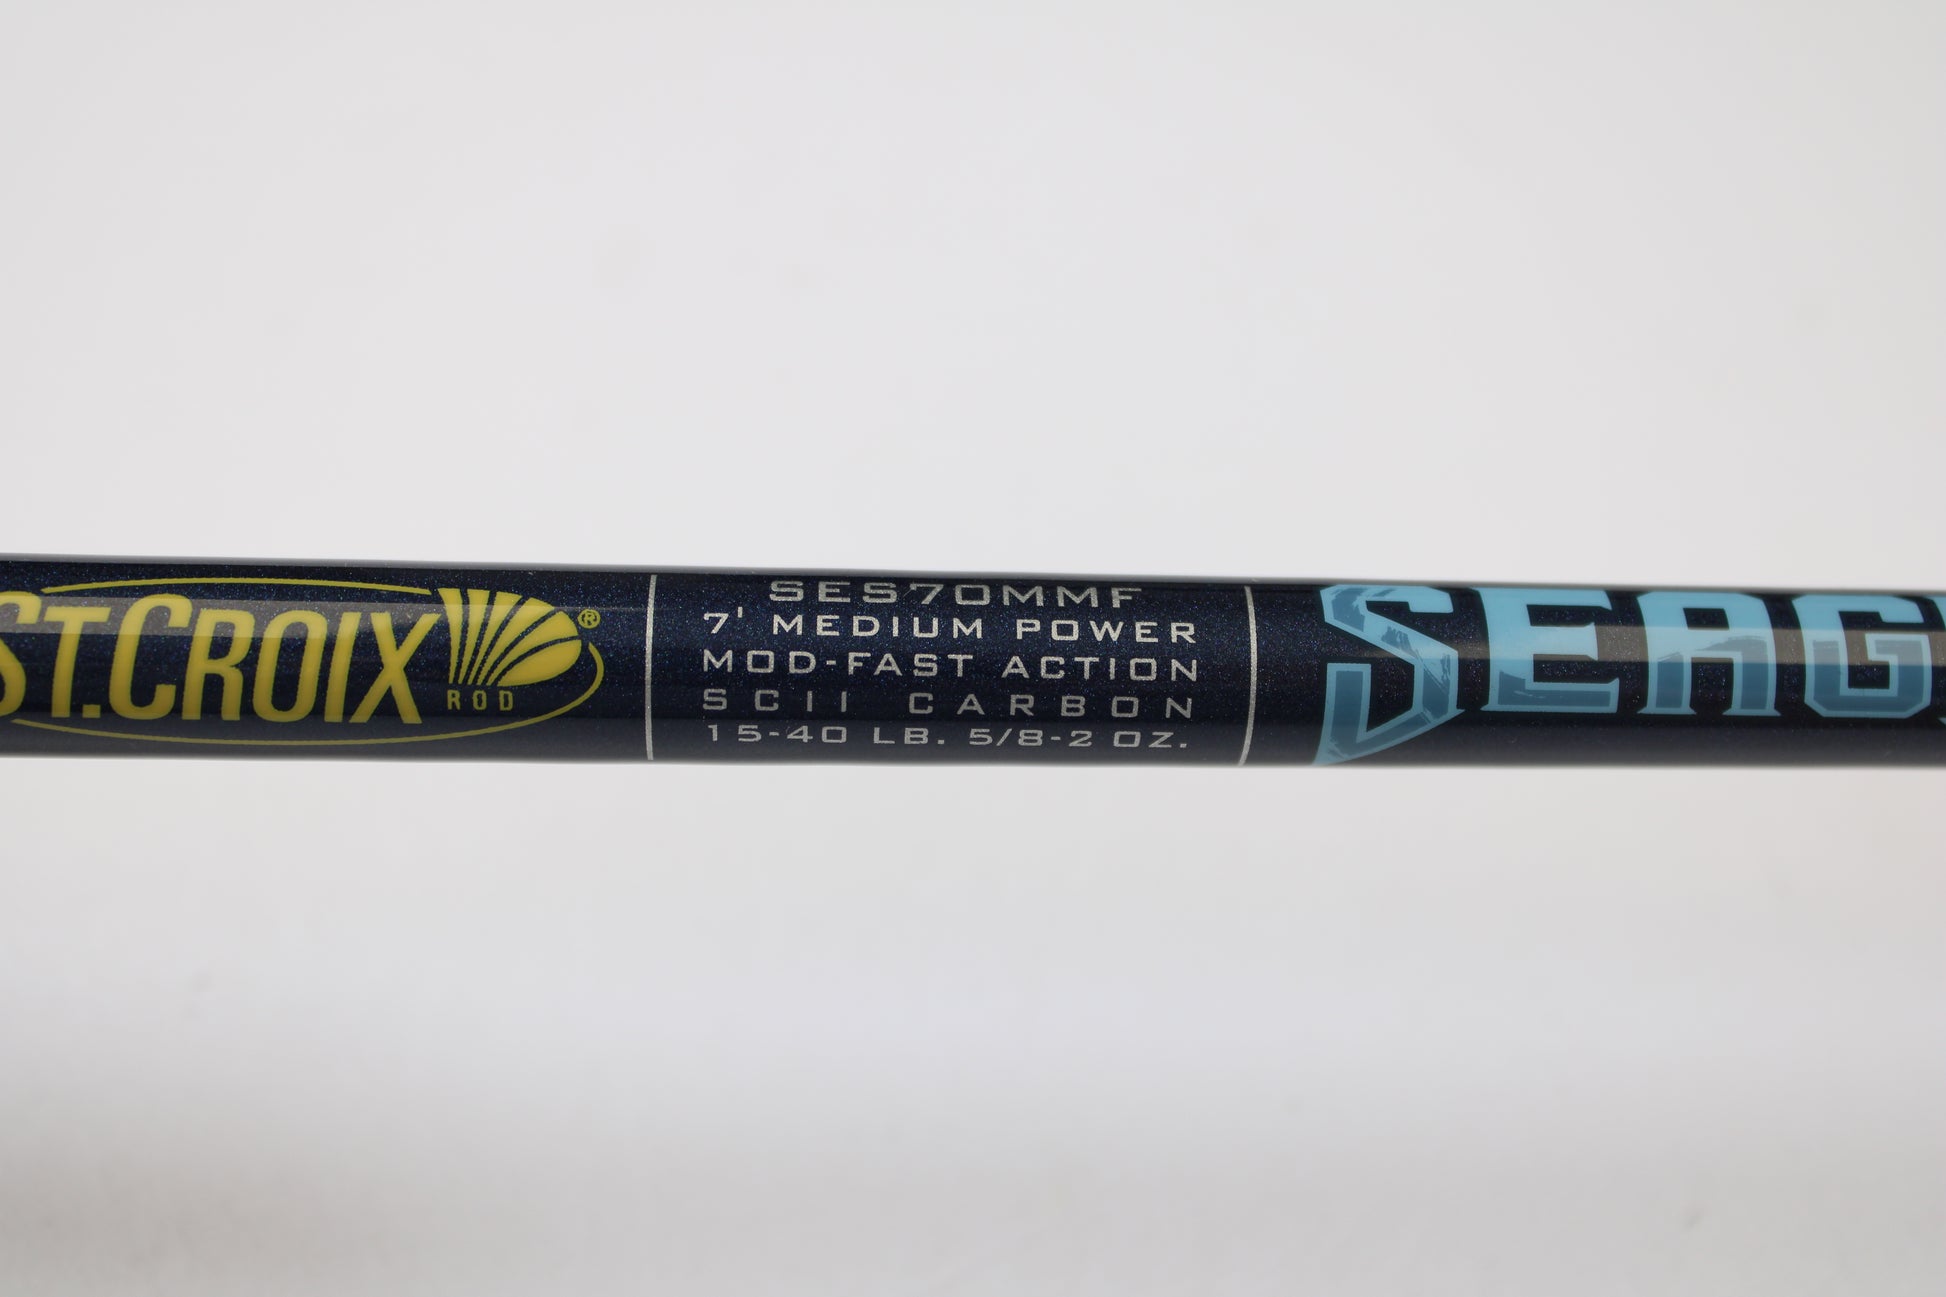 ST.CROIX
ROD ®
SES70MMF
7' MEDIUM POWER
MOD-FAST ACTION
SCII CARBON
15-40 LB. 5/8-2 OZ.